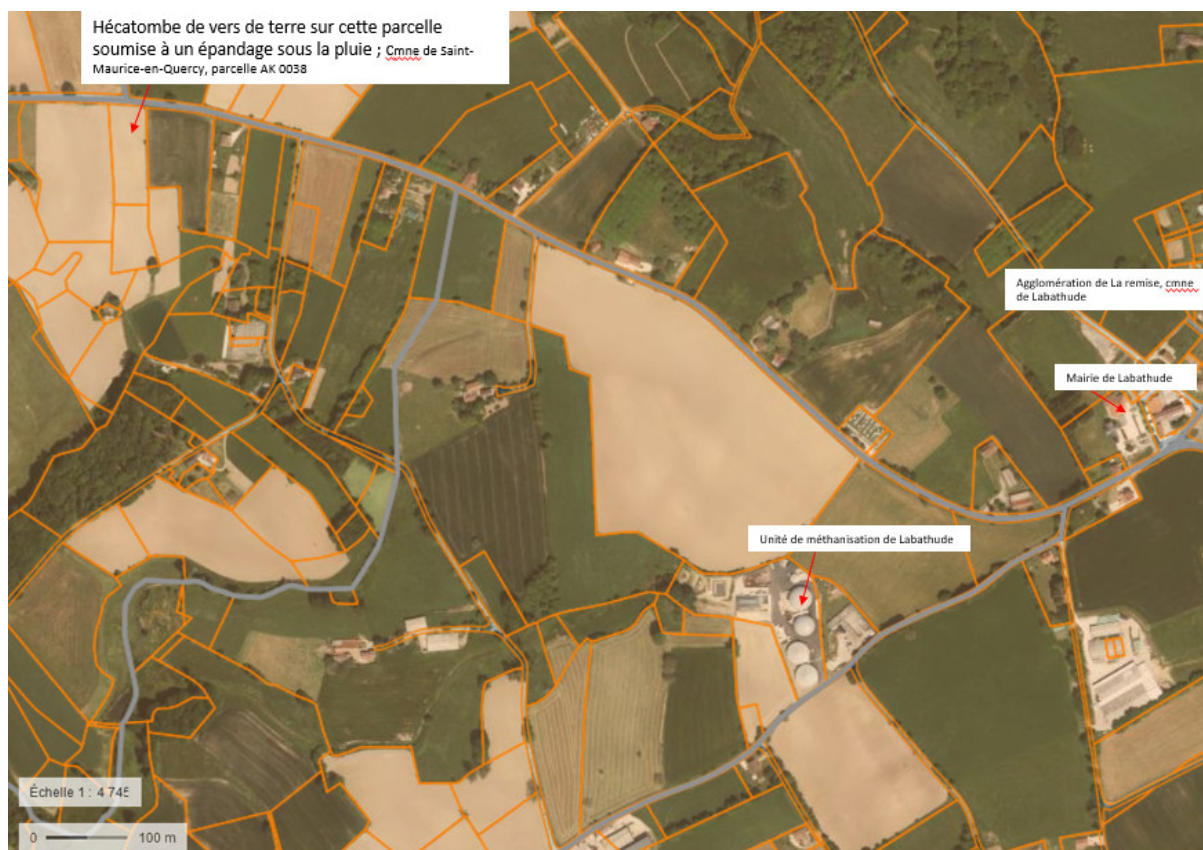 Hécatombe de vers de terre sur cette parcelle
soumise à un épandage sous la pluie ; Cmne de Saint-
Maurice-en-Quercy, parcelle AK 0038
Agglomération de La remise, cmne
de Labathude
Mairie de Labathude
Unité de méthanisation de Labathude
Échelle 1 : 4 745
0 100 m